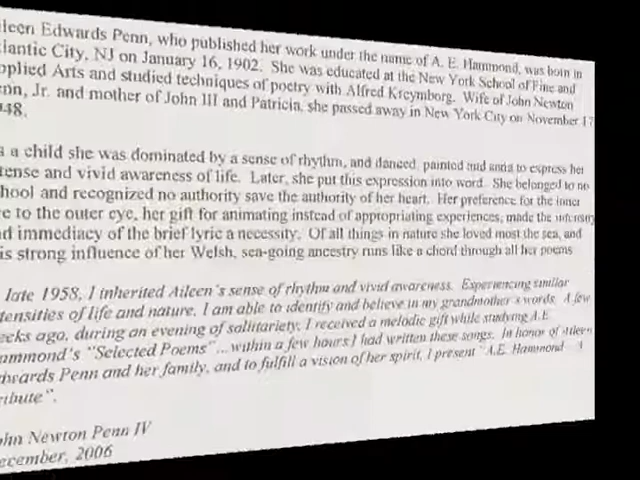 ileen Edwards Penn, who published her work under the name of A. E. Hammond, was born in
lantic City, NJ on January 16, 1902. She was educated at the New York School of Fine and
pplied Arts and studied techniques of poetry with Alfred Kreymborg. Wife of John Newton
nn, Jr. and mother of John III and Patricia, she passed away in New York City on November 17
948.
s a child she was dominated by a sense of rhythm, and danced, painted and to express her
tense and vivid awareness of life. Later, she put this expression into word. She belonged to no
hool and recognized no authority save the authority of her heart. Her preference for the inner
e to the outer eye, her gift for animating instead of appropriating experiences, made the intensity
d immediacy of the brief lyric a necessity. Of all things in nature she loved most the sea, and
is strong influence of her Welsh, sea-going ancestry runs like a chord through all her poems
late 1958, I inherited Aileen's sense of rhythm and vivid awareness. Experiencing similar
tensities of life and nature, I am able to identify and believe in my grandmother's words. A few
eeks ago, during an evening of solitariety, I received a melodic gift while studying A.E.
ammond's "Selected Poems"...within a few hours I had written these songs. In honor of Aileen
dwards Penn and her family, and to fulfill a vision of her spirit, I present "A.E. Hammond - A
ribute".
ohn Newton Penn IV
ecember, 2006